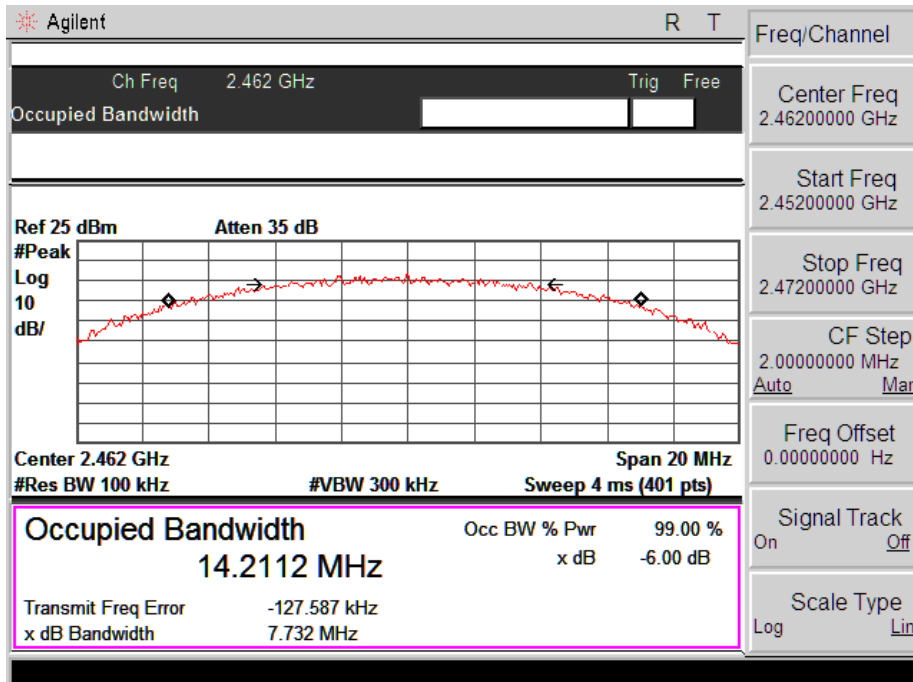 Agilent R T
Ch Freq 2.462 GHz Trig Free
Occupied Bandwidth
Ref 25 dBm Atten 35 dB
#Peak
Log
10
dB/
Center 2.462 GHz Span 20 MHz
#Res BW 100 kHz #VBW 300 kHz Sweep 4 ms (401 pts)
Occupied Bandwidth Occ BW % Pwr 99.00 %
14.2112 MHz x dB -6.00 dB
Transmit Freq Error -127.587 kHz
x dB Bandwidth 7.732 MHz
Freq/Channel
Center Freq
2.46200000 GHz
Start Freq
2.45200000 GHz
Stop Freq
2.47200000 GHz
CF Step
2.00000000 MHz
Auto Man
Freq Offset
0.00000000 Hz
Signal Track
On Off
Scale Type
Log Lin